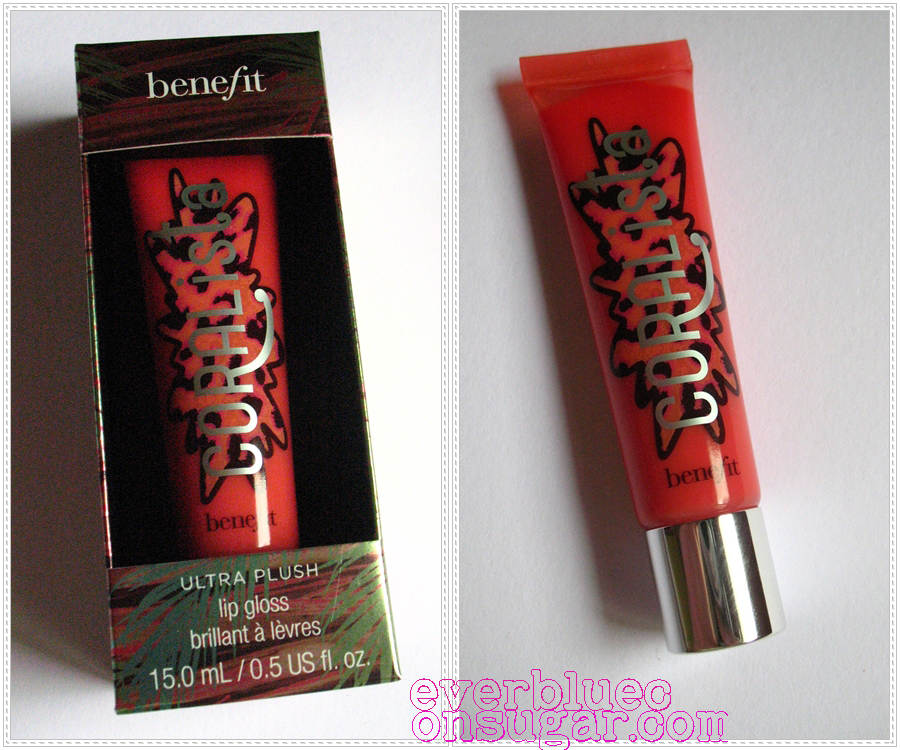 benefit
CORALista
benefit
ULTRA PLUSH
lip gloss
brillant à lèvres
15.0 mL / 0.5 US fl. oz.
CORALista
benefit
everbluec
onsugar.com